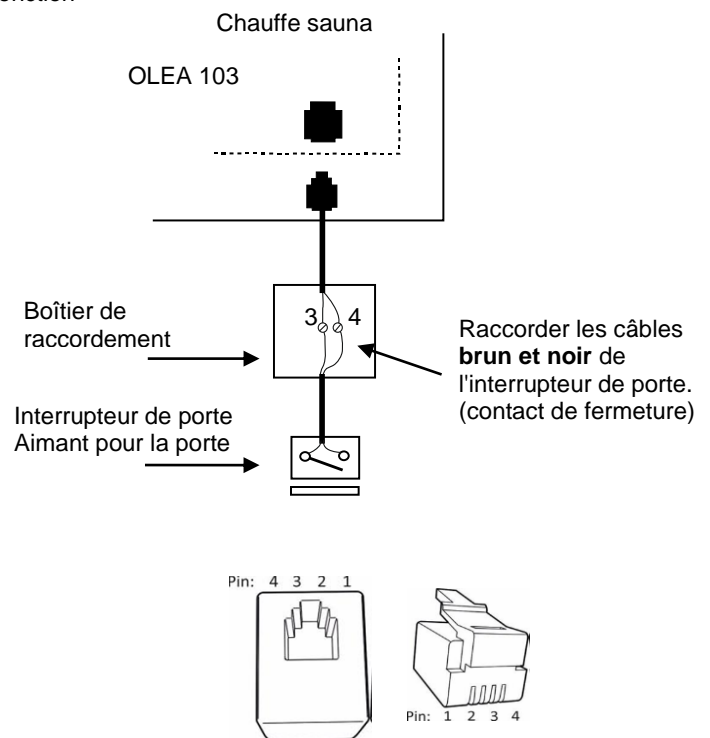 Chauffe sauna
OLEA 103
3 4
Boîtier de
raccordement
Raccorder les câbles
brun et noir de
l'interrupteur de porte.
(contact de fermeture)
Interrupteur de porte
Aimant pour la porte
Pin: 4 3 2 1
Pin: 1 2 3 4